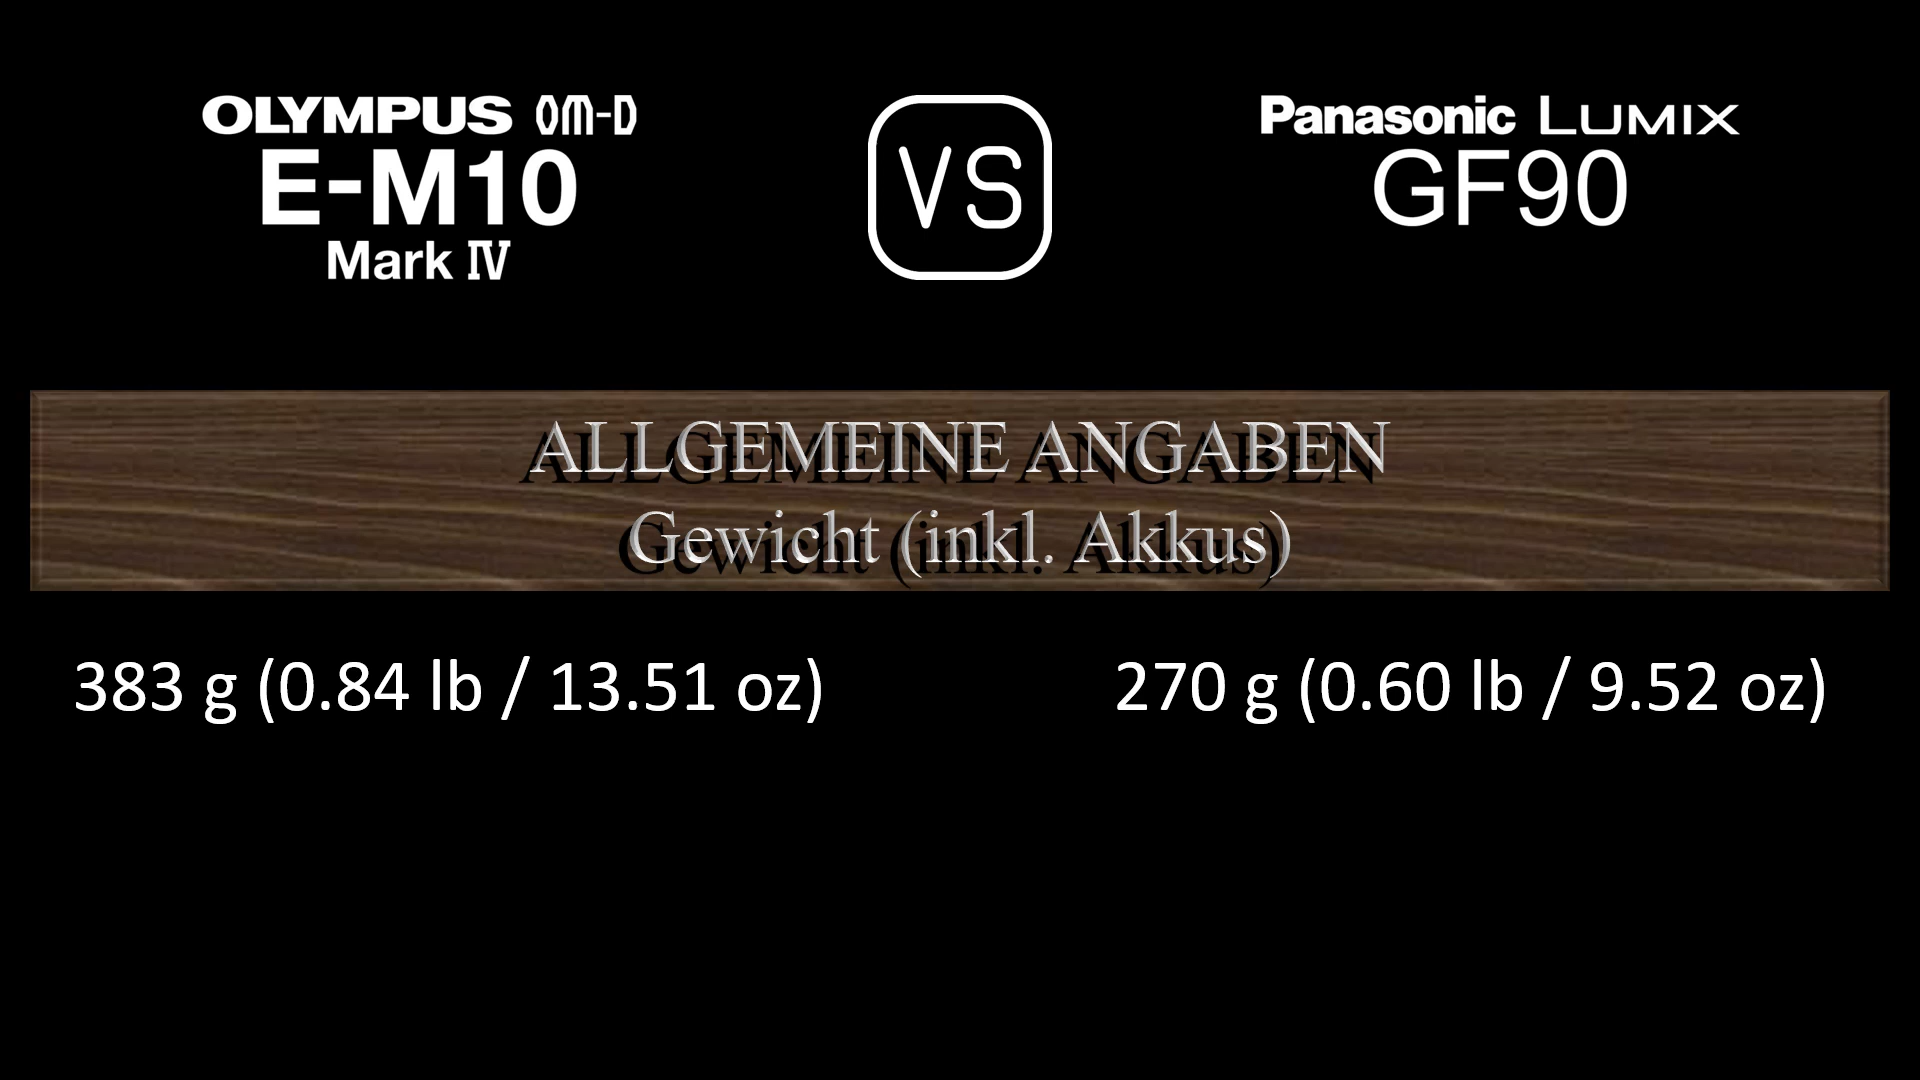 OLYMPUS OM-D
E-M10
Mark IV
VS
Panasonic LUMIX
GF90
ALLGEMEINE ANGABEN
Gewicht (inkl. Akkus)
383 g (0.84 lb / 13.51 oz)
270 g (0.60 lb / 9.52 oz)